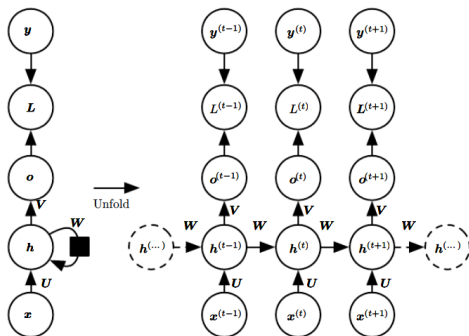 y y(t−1) y(t) y(t+1)
L L(t−1) L(t) L(t+1)
o o(t−1) o(t) o(t+1)
Unfold
V V V V
W W W W W
h h(...) h(t−1) h(t) h(t+1) h(...)
U U U U
x x(t−1) x(t) x(t+1)